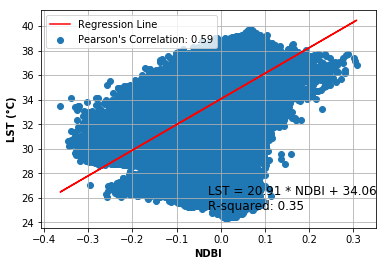 Regression Line
Pearson's Correlation: 0.59
LST (°C)
40
38
36
34
32
30
28
26
24
LST = 20.91 * NDBI + 34.06
R-squared: 0.35
−0.4 −0.3 −0.2 −0.1 0.0 0.1 0.2 0.3
NDBI